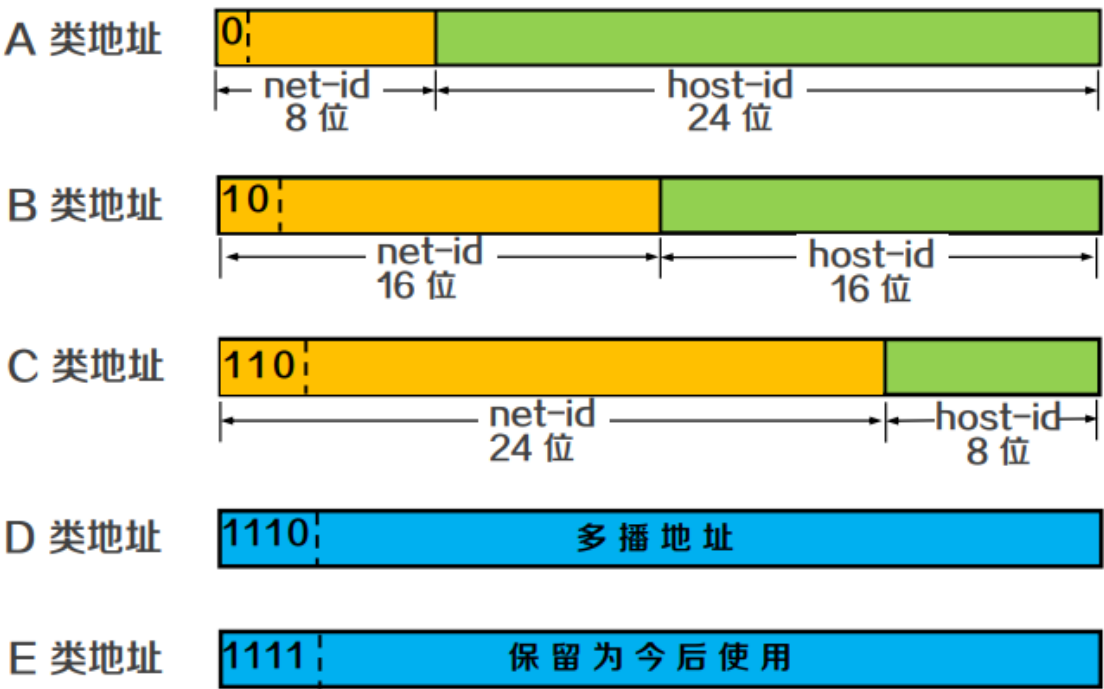 A 类地址
0
net-id
8 位
host-id
24 位
B 类地址
10
net-id
16 位
host-id
16 位
C 类地址
110
net-id
24 位
host-id
8 位
D 类地址
1110
多播地址
E 类地址
1111
保留为今后使用